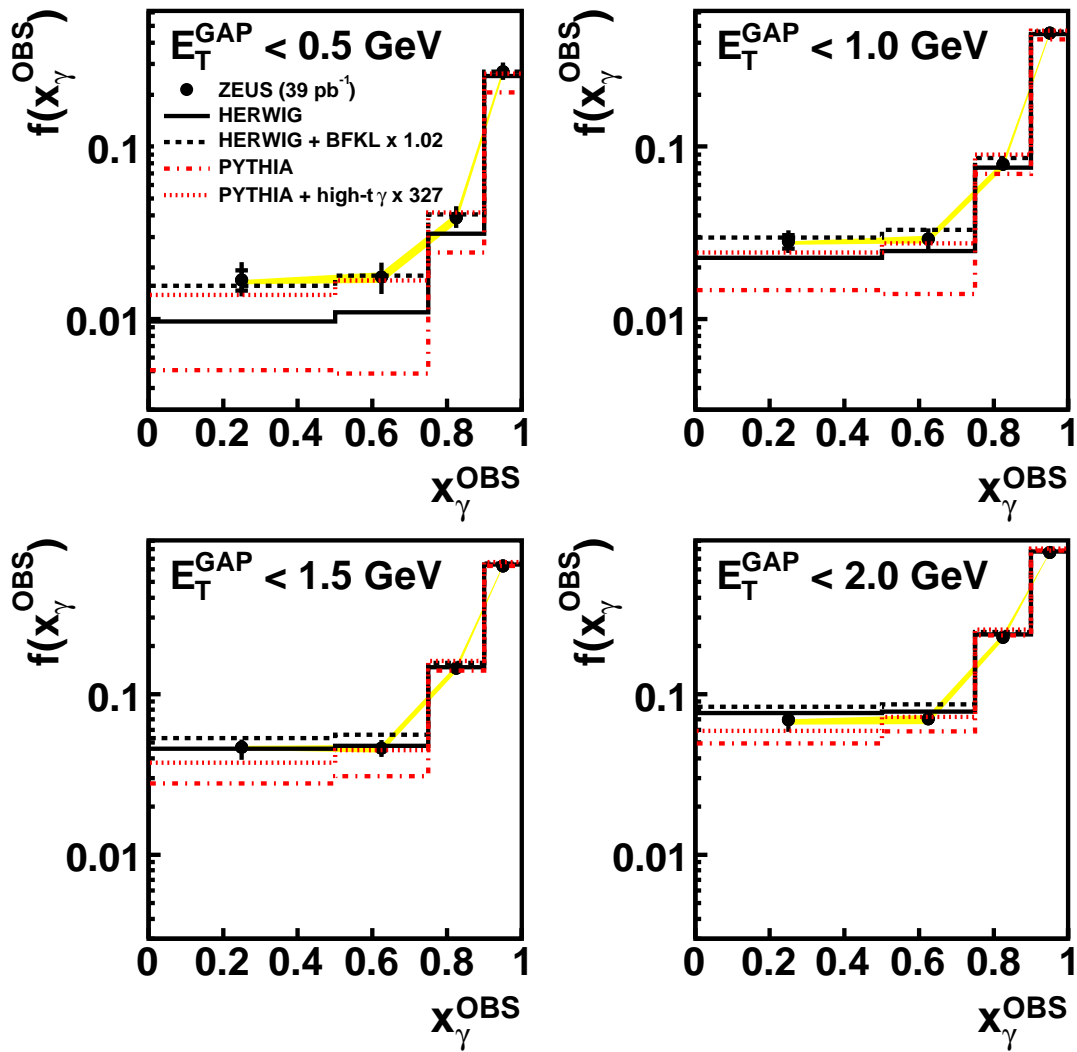 E_T^GAP < 0.5 GeV
ZEUS (39 pb⁻¹)
HERWIG
HERWIG + BFKL x 1.02
PYTHIA
PYTHIA + high-t γ x 327
f(x_γ^OBS)
0.1
0.01
0 0.2 0.4 0.6 0.8 1
x_γ^OBS
E_T^GAP < 1.0 GeV
f(x_γ^OBS)
0.1
0.01
0 0.2 0.4 0.6 0.8 1
x_γ^OBS
E_T^GAP < 1.5 GeV
f(x_γ^OBS)
0.1
0.01
0 0.2 0.4 0.6 0.8 1
x_γ^OBS
E_T^GAP < 2.0 GeV
f(x_γ^OBS)
0.1
0.01
0 0.2 0.4 0.6 0.8 1
x_γ^OBS